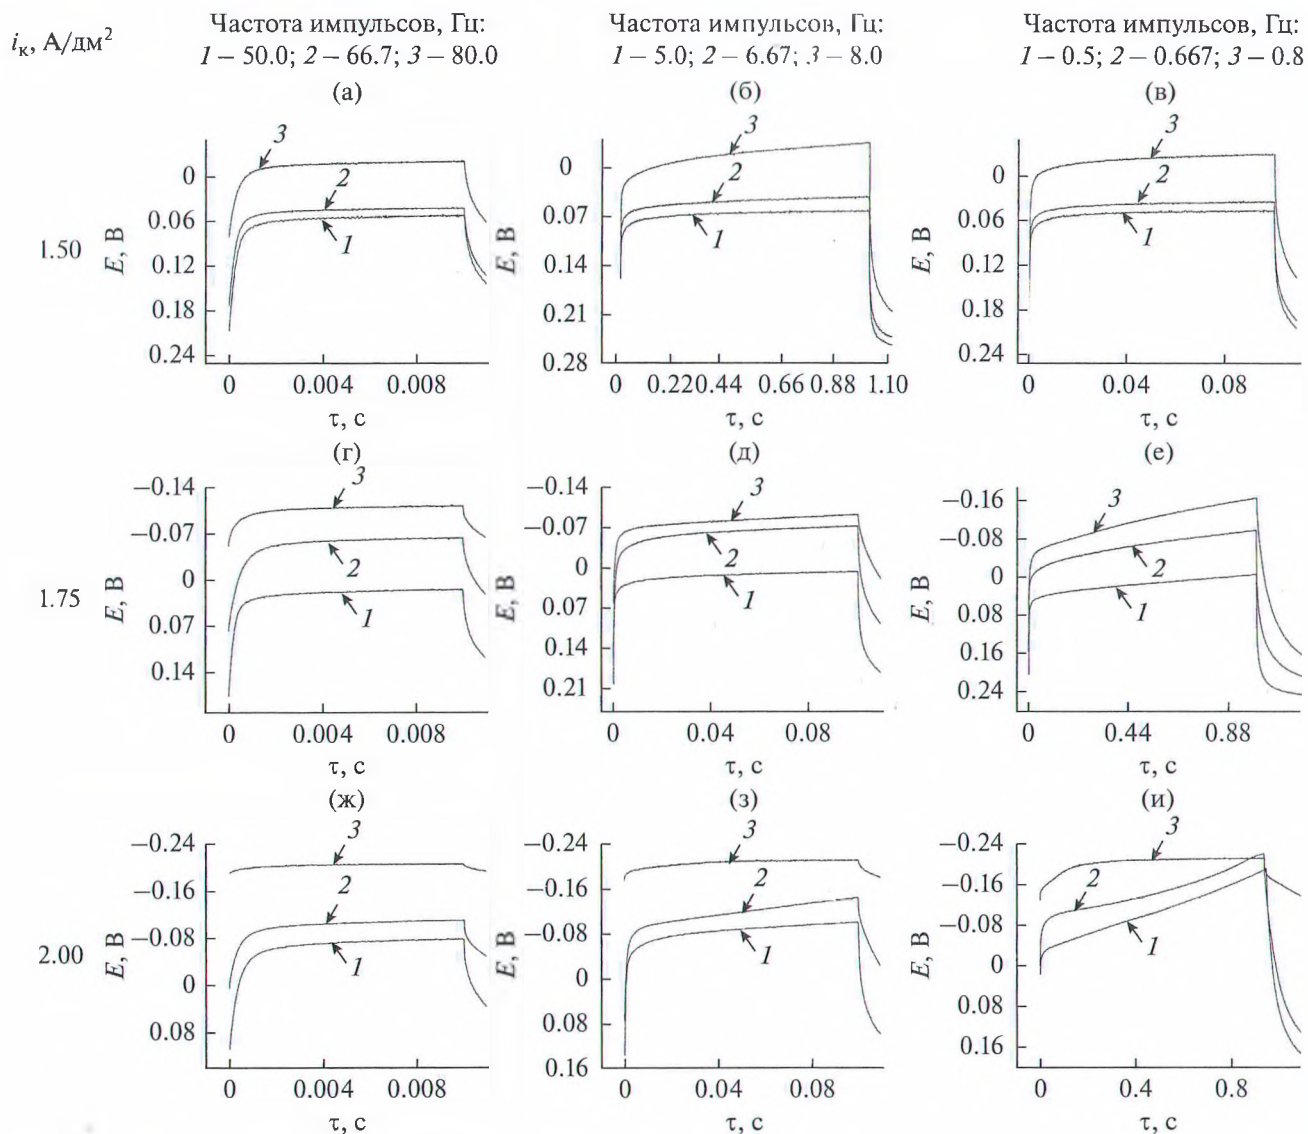 iк, А/дм²
Частота импульсов, Гц:
1 – 50.0; 2 – 66.7; 3 – 80.0
Частота импульсов, Гц:
1 – 5.0; 2 – 6.67; 3 – 8.0
Частота импульсов, Гц:
1 – 0.5; 2 – 0.667; 3 – 0.8
1.50
(а)
E, В
0
0.06
0.12
0.18
0.24
3
2
1
0 0.004 0.008
τ, с
(б)
E, В
0
0.07
0.14
0.21
0.28
3
2
1
0 0.22 0.44 0.66 0.88 1.10
τ, с
(в)
E, В
0
0.06
0.12
0.18
0.24
3
2
1
0 0.04 0.08
τ, с
1.75
(г)
E, В
−0.14
−0.07
0
0.07
0.14
3
2
1
0 0.004 0.008
τ, с
(д)
E, В
−0.14
−0.07
0
0.07
0.14
0.21
3
2
1
0 0.04 0.08
τ, с
(е)
E, В
−0.16
−0.08
0
0.08
0.16
0.24
3
2
1
0 0.44 0.88
τ, с
2.00
(ж)
E, В
−0.24
−0.16
−0.08
0
0.08
3
2
1
0 0.004 0.008
τ, с
(з)
E, В
−0.24
−0.16
−0.08
0
0.08
0.16
3
2
1
0 0.04 0.08
τ, с
(и)
E, В
−0.24
−0.16
−0.08
0
0.08
0.16
3
2
1
0 0.4 0.8
τ, с